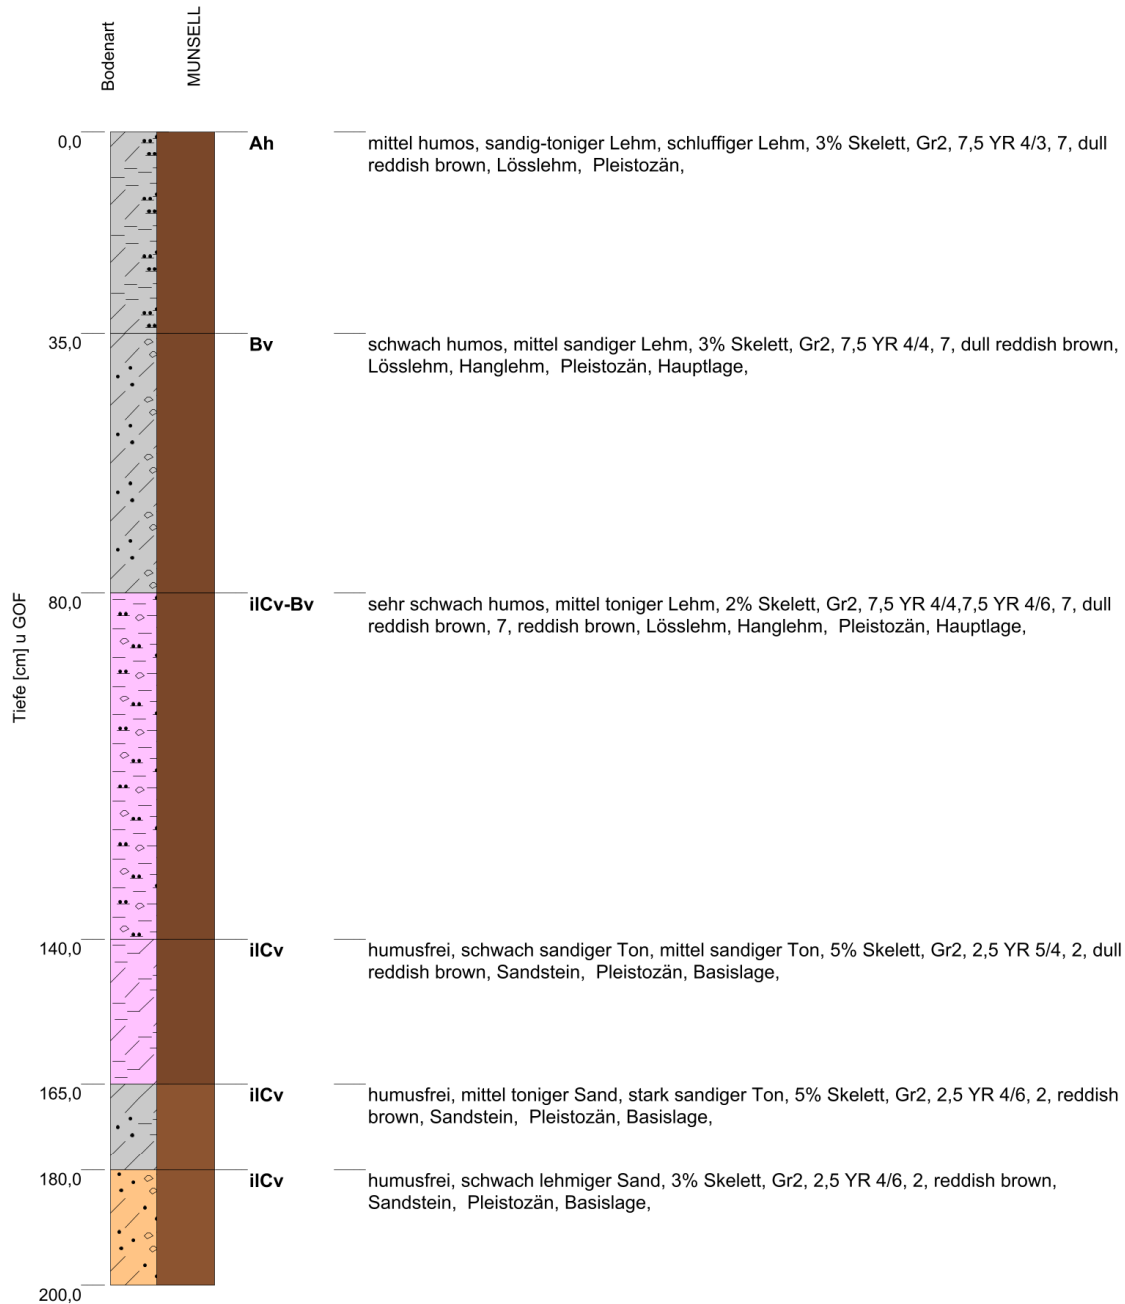 Bodenart
MUNSELL
0,0
Ah
mittel humos, sandig-toniger Lehm, schluffiger Lehm, 3% Skelett, Gr2, 7,5 YR 4/3, 7, dull
reddish brown, Lösslehm, Pleistozän,
35,0
Bv
schwach humos, mittel sandiger Lehm, 3% Skelett, Gr2, 7,5 YR 4/4, 7, dull reddish brown,
Lösslehm, Hanglehm, Pleistozän, Hauptlage,
Tiefe [cm] u GOF
80,0
ilCv-Bv
sehr schwach humos, mittel toniger Lehm, 2% Skelett, Gr2, 7,5 YR 4/4,7,5 YR 4/6, 7, dull
reddish brown, 7, reddish brown, Lösslehm, Hanglehm, Pleistozän, Hauptlage,
140,0
ilCv
humusfrei, schwach sandiger Ton, mittel sandiger Ton, 5% Skelett, Gr2, 2,5 YR 5/4, 2, dull
reddish brown, Sandstein, Pleistozän, Basislage,
165,0
ilCv
humusfrei, mittel toniger Sand, stark sandiger Ton, 5% Skelett, Gr2, 2,5 YR 4/6, 2, reddish
brown, Sandstein, Pleistozän, Basislage,
180,0
ilCv
humusfrei, schwach lehmiger Sand, 3% Skelett, Gr2, 2,5 YR 4/6, 2, reddish brown,
Sandstein, Pleistozän, Basislage,
200,0